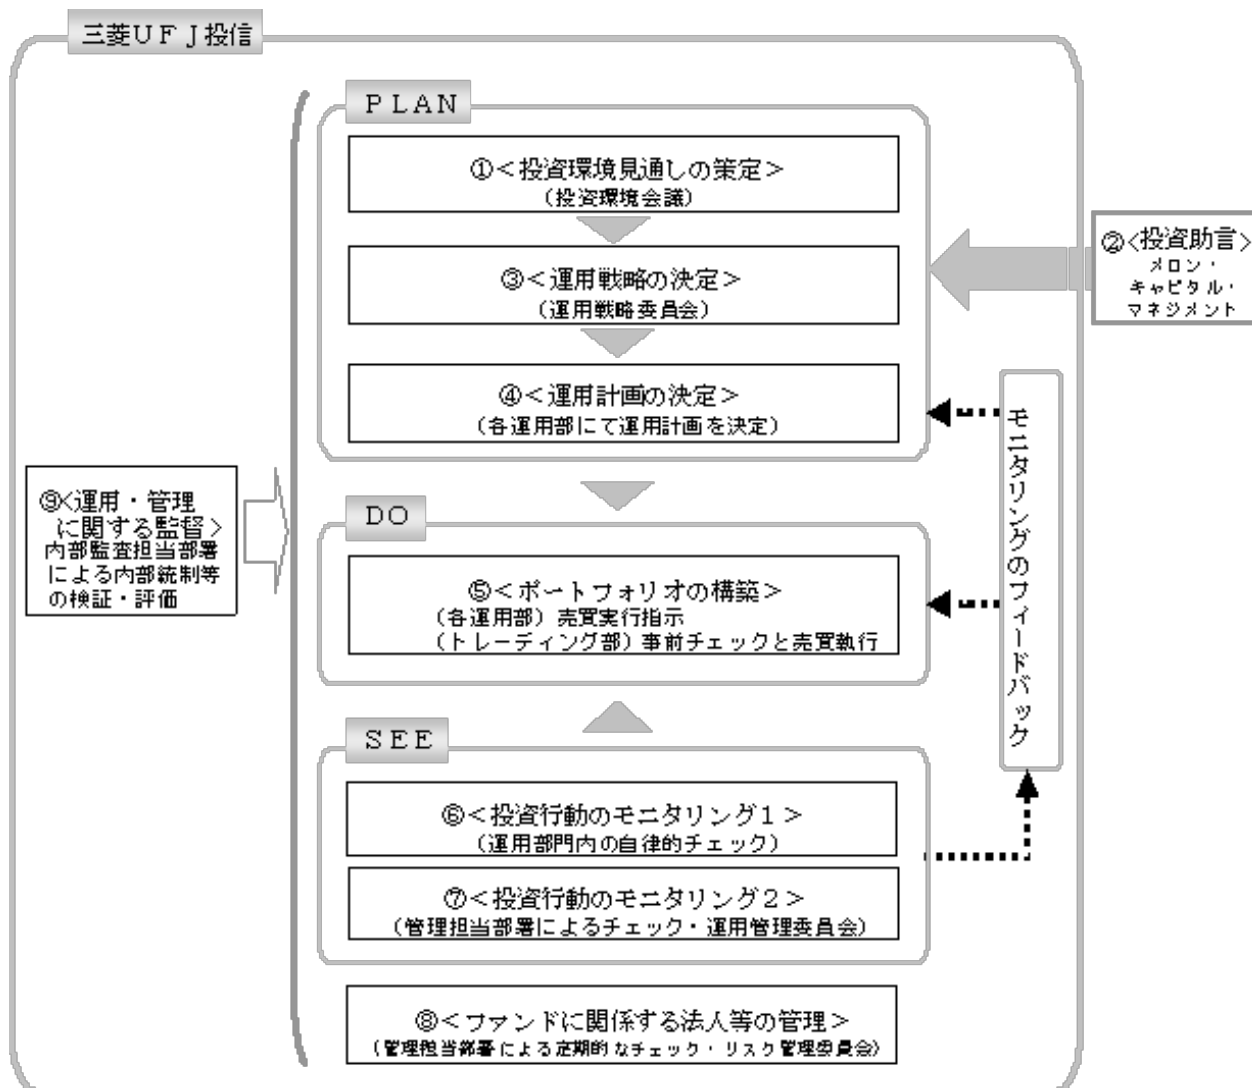 三菱UFJ投信
PLAN
①<投資環境見通しの策定>
(投資環境会議)
②<投資助言>
メロン・
キャピタル・
マネジメント
③<運用戦略の決定>
(運用戦略委員会)
④<運用計画の決定>
(各運用部にて運用計画を決定)
モニタリングのフィードバック
⑨<運用・管理
に関する監督>
内部監査担当部署
による内部統制等
の検証・評価
DO
⑤<ポートフォリオの構築>
(各運用部)売買実行指示
(トレーディング部)事前チェックと売買執行
SEE
⑥<投資行動のモニタリング1>
(運用部門内の自律的チェック)
⑦<投資行動のモニタリング2>
(管理担当部署によるチェック・運用管理委員会)
⑧<ファンドに関係する法人等の管理>
(管理担当部署による定期的なチェック・リスク管理委員会)